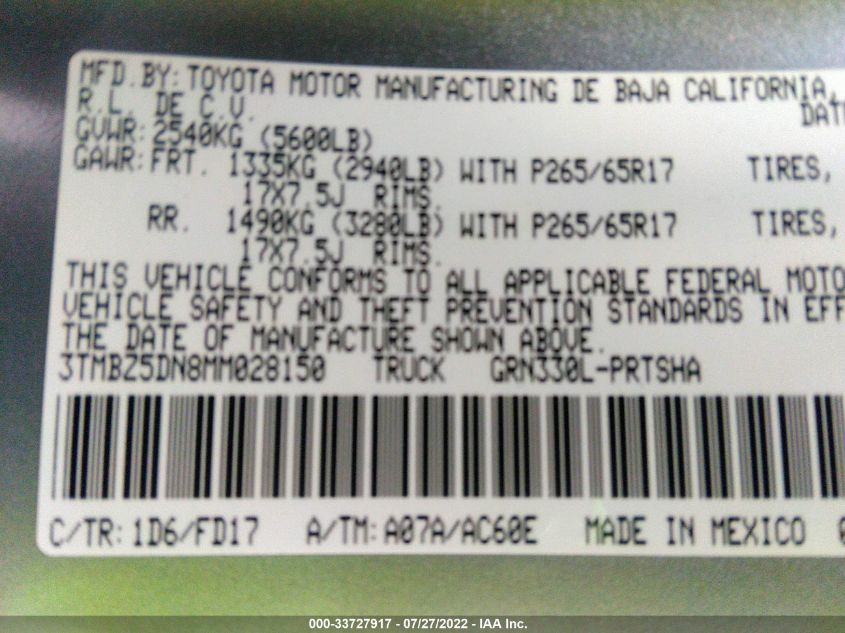 MFD.BY: TOYOTA MOTOR MANUFACTURING DE BAJA CALIFORNIA,
R.L. DE C.V.
GVWR: 2540KG (5600LB)
GAWR: FRT. 1335KG (2940LB) WITH P265/65R17 TIRES,
17X7.5J RIMS.
RR. 1490KG (3280LB) WITH P265/65R17 TIRES,
17X7.5J RIMS.
THIS VEHICLE CONFORMS TO ALL APPLICABLE FEDERAL MOTO
VEHICLE SAFETY AND THEFT PREVENTION STANDARDS IN EFF
THE DATE OF MANUFACTURE SHOWN ABOVE.
3TMBZ5DN8MM028150 TRUCK GRN330L-PRTSHA
C/TR: 1D6/FD17 A/TM: A07A/AC60E MADE IN MEXICO
000-33727917 - 07/27/2022 - IAA Inc.